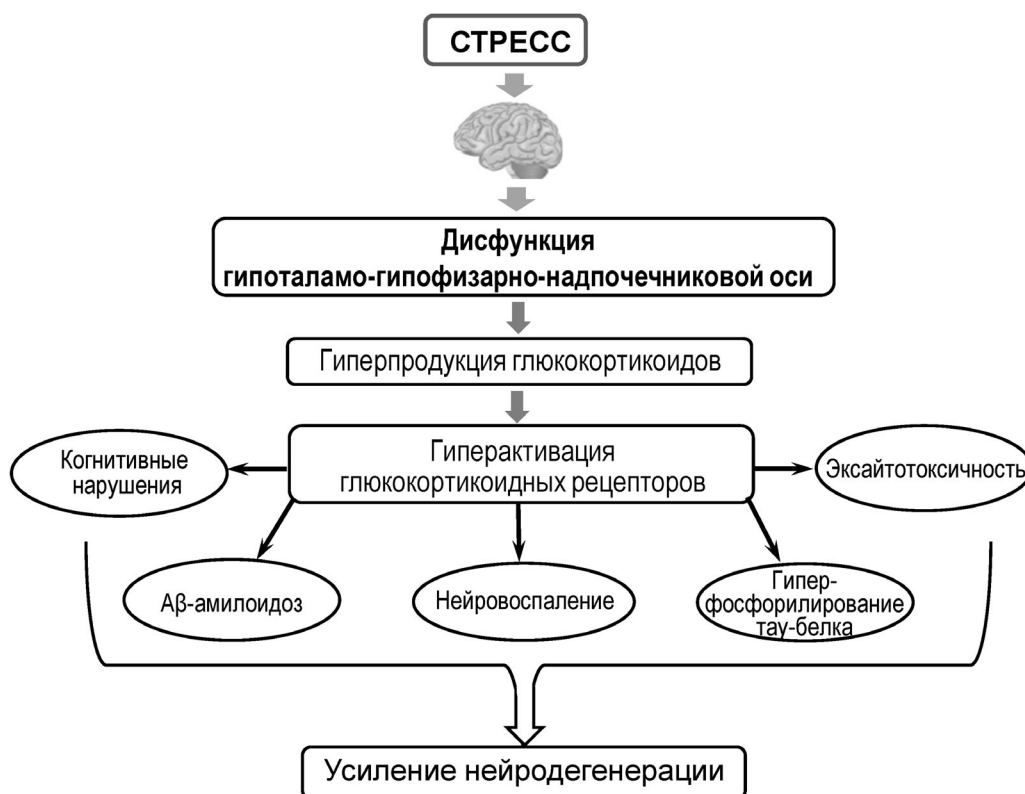 СТРЕСС
Дисфункция
гипоталамо-гипофизарно-надпочечниковой оси
Гиперпродукция глюкокортикоидов
Гиперактивация
глюкокортикоидных рецепторов
Когнитивные
нарушения
Эксайтотоксичность
Aβ-амилоидоз
Нейровоспаление
Гипер-
фосфорилирование
тау-белка
Усиление нейродегенерации